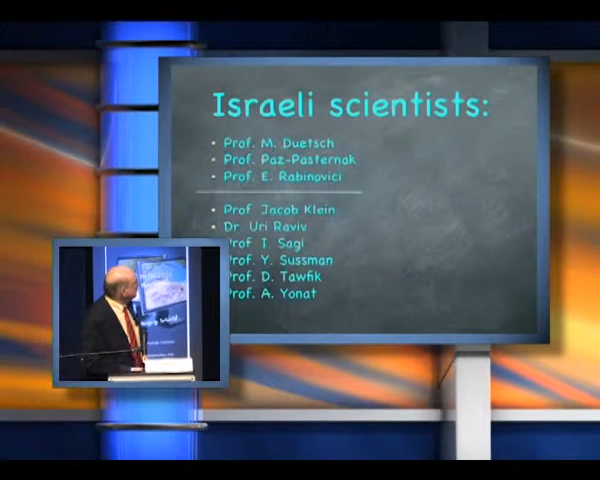 Israeli scientists:
• Prof. M. Duetsch
• Prof. Paz-Pasternak
• Prof. E. Rabinovici
• Prof Jacob Klein
• Dr. Uri Raviv
Prof I. Sagi
Prof. Y. Sussman
Prof. D. Tawfik
Prof. A. Yonat